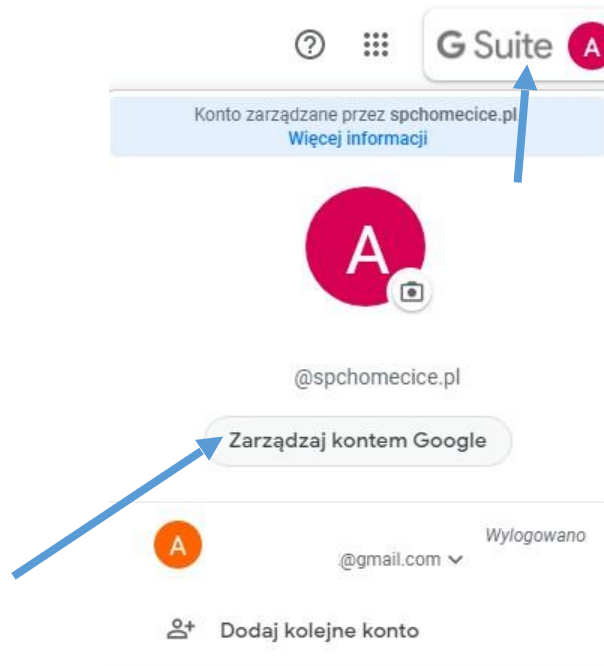 G Suite A
Konto zarządzane przez spchomecice.pl
Więcej informacji
A
@spchomecice.pl
Zarządzaj kontem Google
A
Wylogowano
@gmail.com
Dodaj kolejne konto